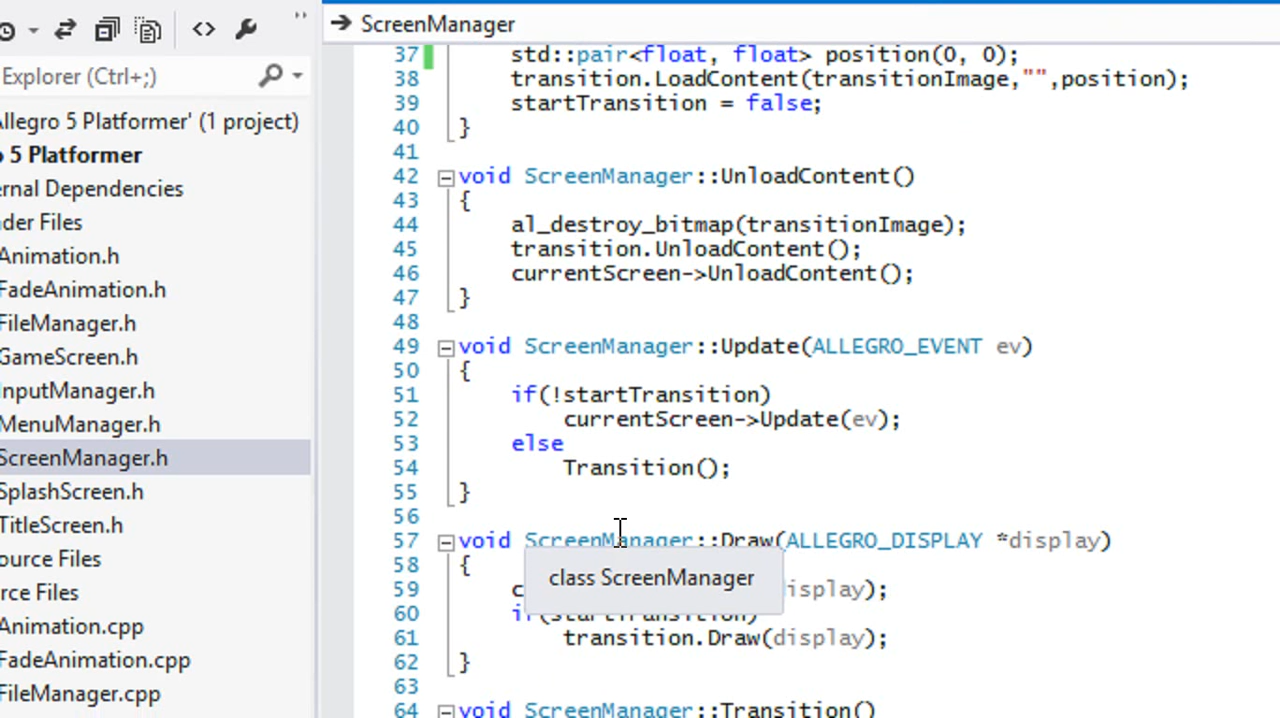 ScreenManager
Explorer (Ctrl+;)
Allegro 5 Platformer' (1 project)
o 5 Platformer
ernal Dependencies
der Files
Animation.h
FadeAnimation.h
FileManager.h
GameScreen.h
InputManager.h
MenuManager.h
ScreenManager.h
SplashScreen.h
TitleScreen.h
ource Files
rce Files
Animation.cpp
FadeAnimation.cpp
FileManager.cpp
37 std::pair<float, float> position(0, 0);
38 transition.LoadContent(transitionImage,"",position);
39 startTransition = false;
40 }
41
42 void ScreenManager::UnloadContent()
43 {
44 al_destroy_bitmap(transitionImage);
45 transition.UnloadContent();
46 currentScreen->UnloadContent();
47 }
48
49 void ScreenManager::Update(ALLEGRO_EVENT ev)
50 {
51 if(!startTransition)
52 currentScreen->Update(ev);
53 else
54 Transition();
55 }
56
57 void ScreenManager::Draw(ALLEGRO_DISPLAY *display)
58 {
class ScreenManager
59 c isplay);
60 if(startTransition)
61 transition.Draw(display);
62 }
63
64 void ScreenManager::Transition()